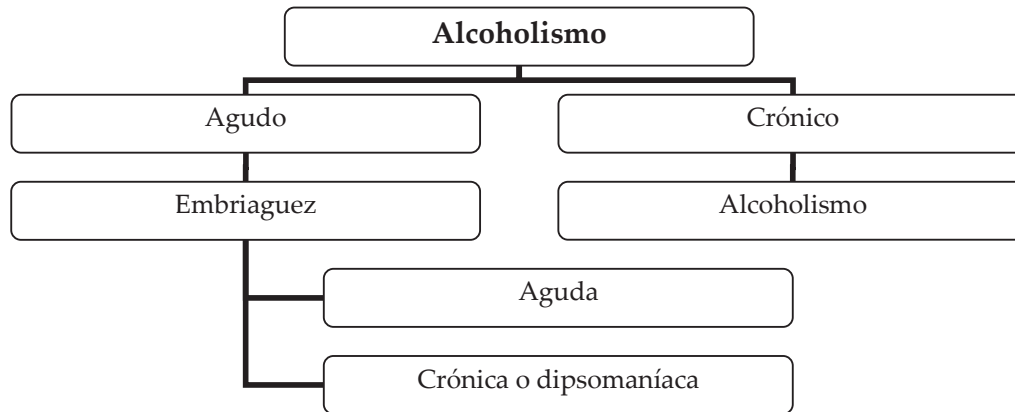 Alcoholismo
Agudo
Crónico
Embriaguez
Alcoholismo
Aguda
Crónica o dipsomaníaca